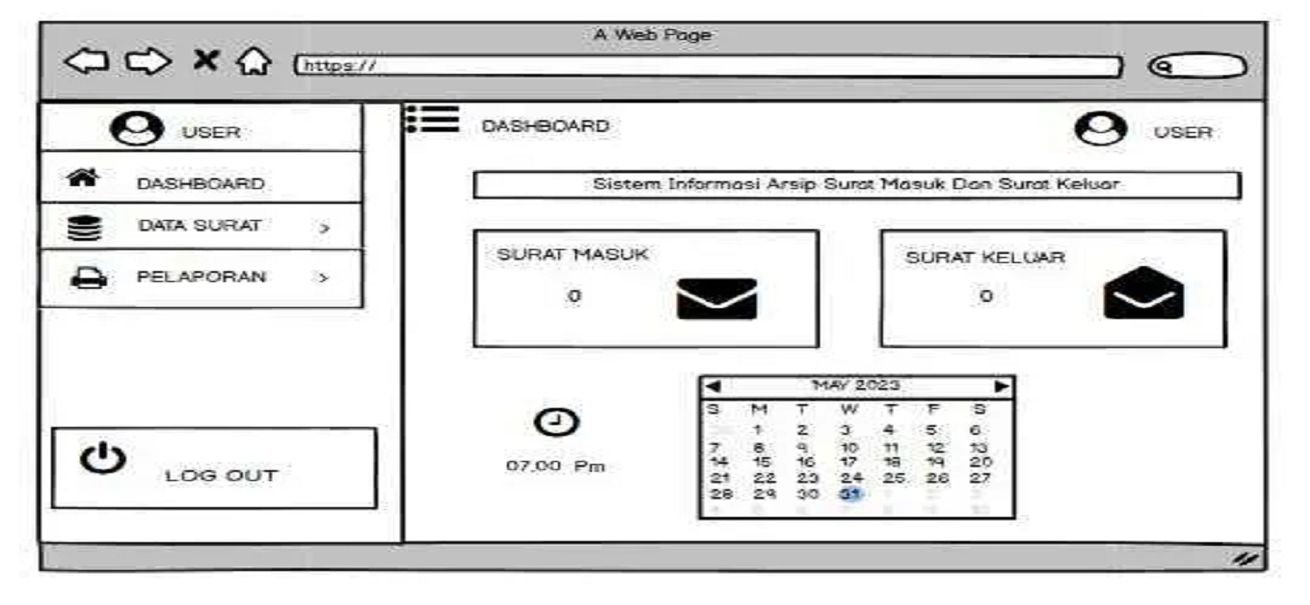 A Web Page
https://
USER
DASHBOARD
DATA SURAT >
PELAPORAN >
LOG OUT
DASHBOARD
USER
Sistem Informasi Arsip Surat Masuk Dan Surat Keluar
SURAT MASUK
0
SURAT KELUAR
0
07.00 Pm
MAY 2023
S M T W T F S
1 2 3 4 5 6
7 8 9 10 11 12 13
14 15 16 17 18 19 20
21 22 23 24 25 26 27
28 29 30 31